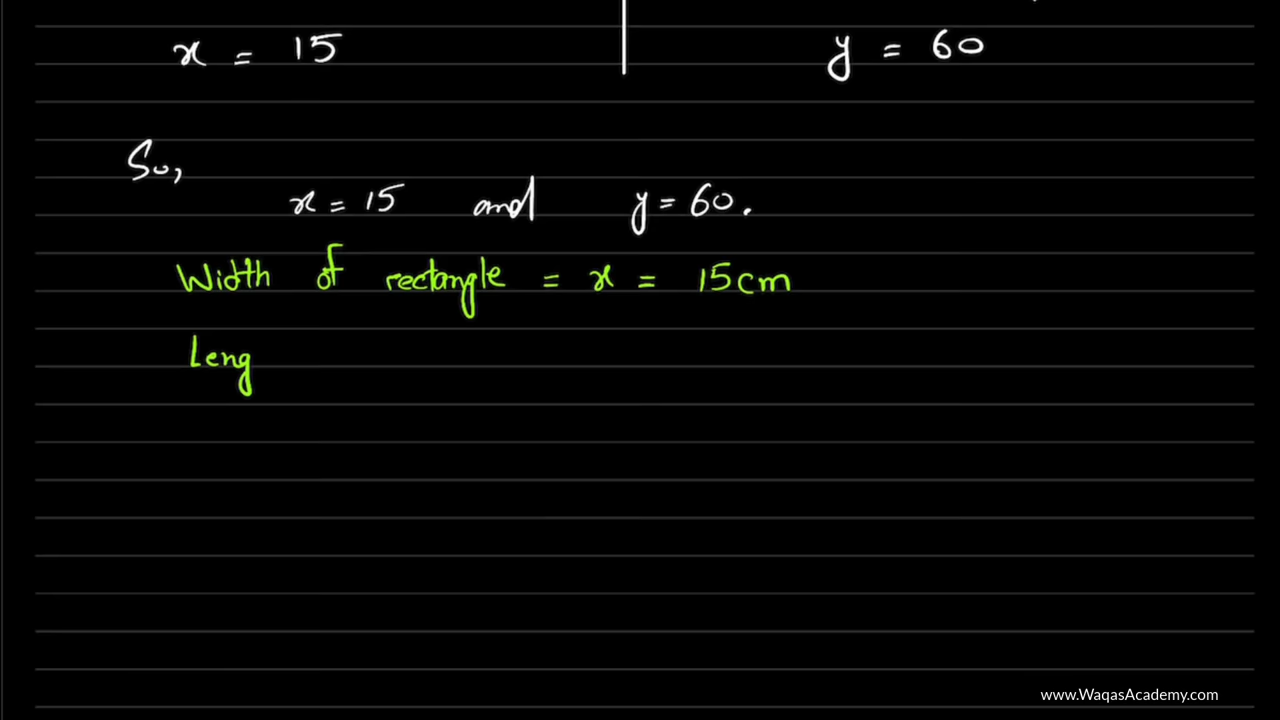 x = 15 y = 60
So,
x = 15 and y = 60.
Width of rectangle = x = 15cm
Leng
www.WaqasAcademy.com